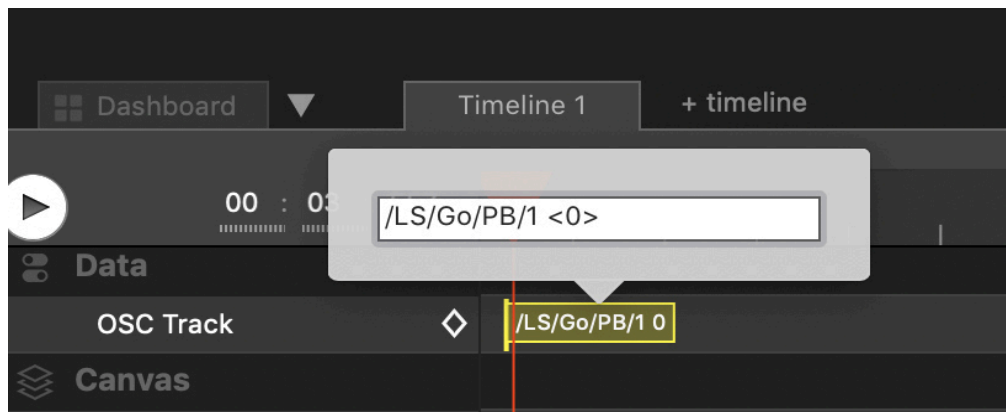 Dashboard Timeline 1 + timeline
00 : 03
/LS/Go/PB/1 <0>
Data
OSC Track /LS/Go/PB/1 0
Canvas